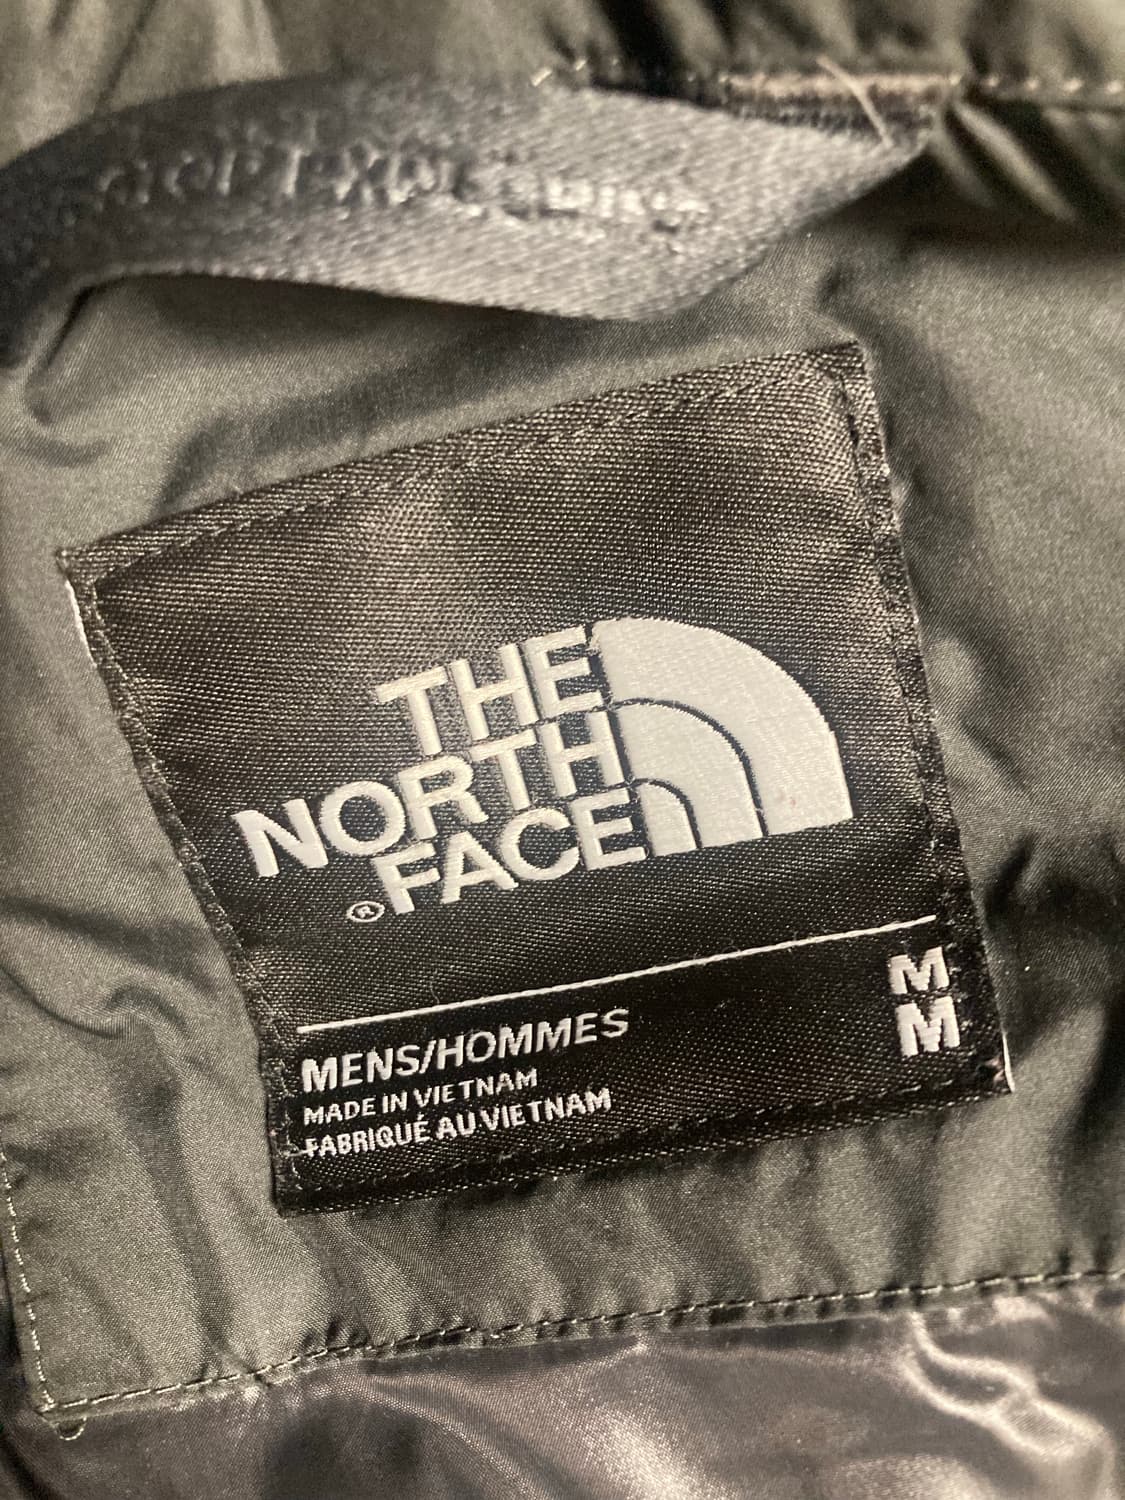 THE
NORTH
FACE
®
M
M
MENS/HOMMES
MADE IN VIETNAM
FABRIQUÉ AU VIETNAM